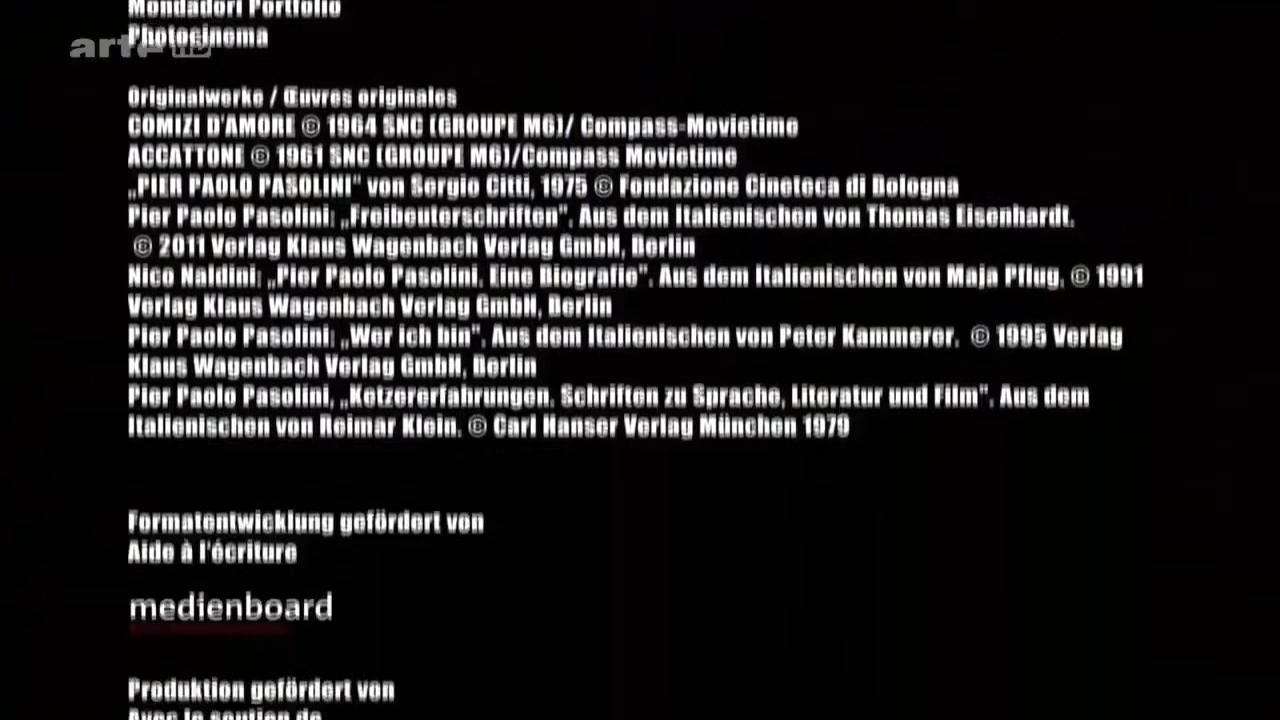 Mondadori Portfolio
Photocinema
arte HD
Originalwerke / Œuvres originales
COMIZI D'AMORE © 1964 SNC (GROUPE M6)/ Compass-Movietime
ACCATTONE © 1961 SNC (GROUPE M6)/Compass Movietime
„PIER PAOLO PASOLINI" von Sergio Citti, 1975 © Fondazione Cineteca di Bologna
Pier Paolo Pasolini: „Freibeuterschriften". Aus dem Italienischen von Thomas Eisenhardt.
© 2011 Verlag Klaus Wagenbach Verlag GmbH, Berlin
Nico Naldini: „Pier Paolo Pasolini. Eine Biografie". Aus dem Italienischen von Maja Pflug. © 1991
Verlag Klaus Wagenbach Verlag GmbH, Berlin
Pier Paolo Pasolini: „Wer ich bin". Aus dem Italienischen von Peter Kammerer. © 1995 Verlag
Klaus Wagenbach Verlag GmbH, Berlin
Pier Paolo Pasolini, „Ketzererfahrungen. Schriften zu Sprache, Literatur und Film". Aus dem
Italienischen von Reimar Klein. © Carl Hanser Verlag München 1979
Formatentwicklung gefördert von
Aide à l'écriture
medienboard
Produktion gefördert von
Avec le soutien de